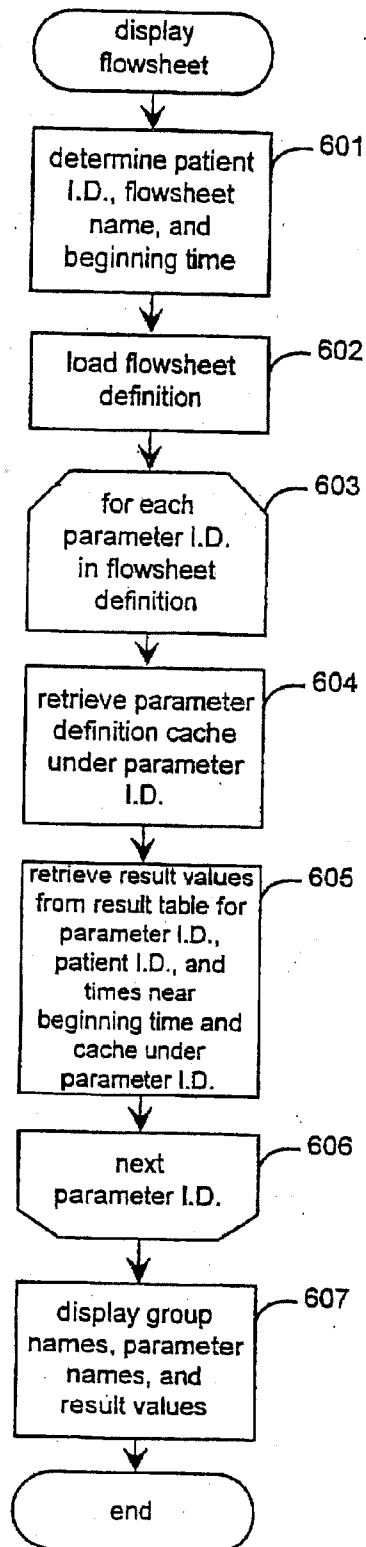 display
flowsheet
601
determine patient
I.D., flowsheet
name, and
beginning time
602
load flowsheet
definition
603
for each
parameter I.D.
in flowsheet
definition
604
retrieve parameter
definition cache
under parameter
I.D.
605
retrieve result values
from result table for
parameter I.D.,
patient I.D., and
times near
beginning time and
cache under
parameter I.D.
606
next
parameter I.D.
607
display group
names, parameter
names, and
result values
end